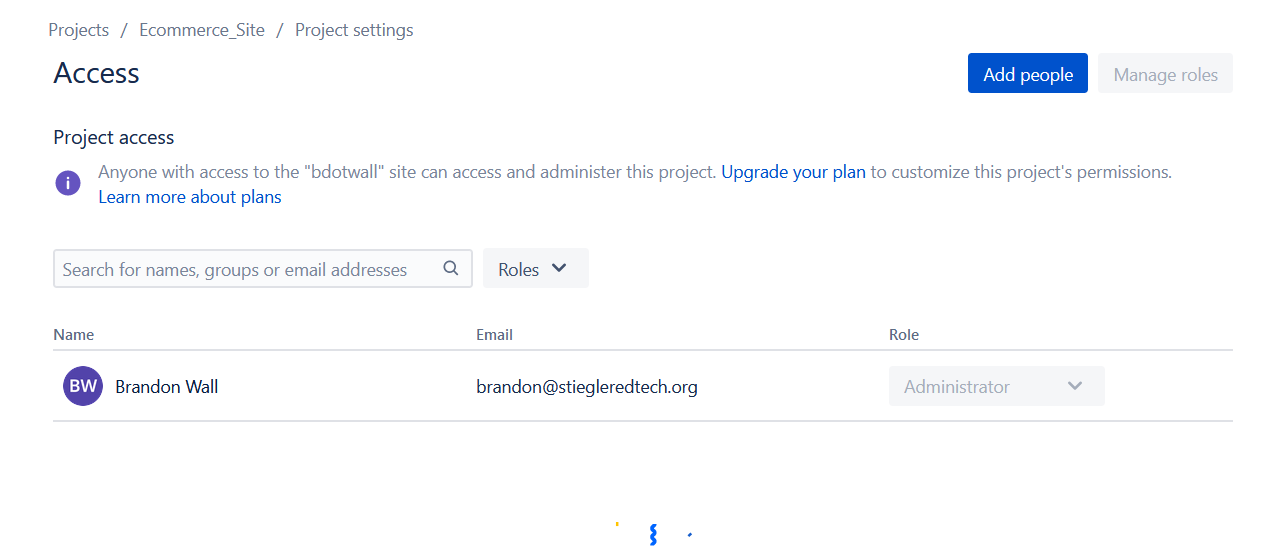 Projects / Ecommerce_Site / Project settings
Access
Add people
Manage roles
Project access
Anyone with access to the "bdotwall" site can access and administer this project. Upgrade your plan to customize this project's permissions.
Learn more about plans
Search for names, groups or email addresses
Roles
Name Email Role
BW Brandon Wall brandon@stiegleredtech.org Administrator